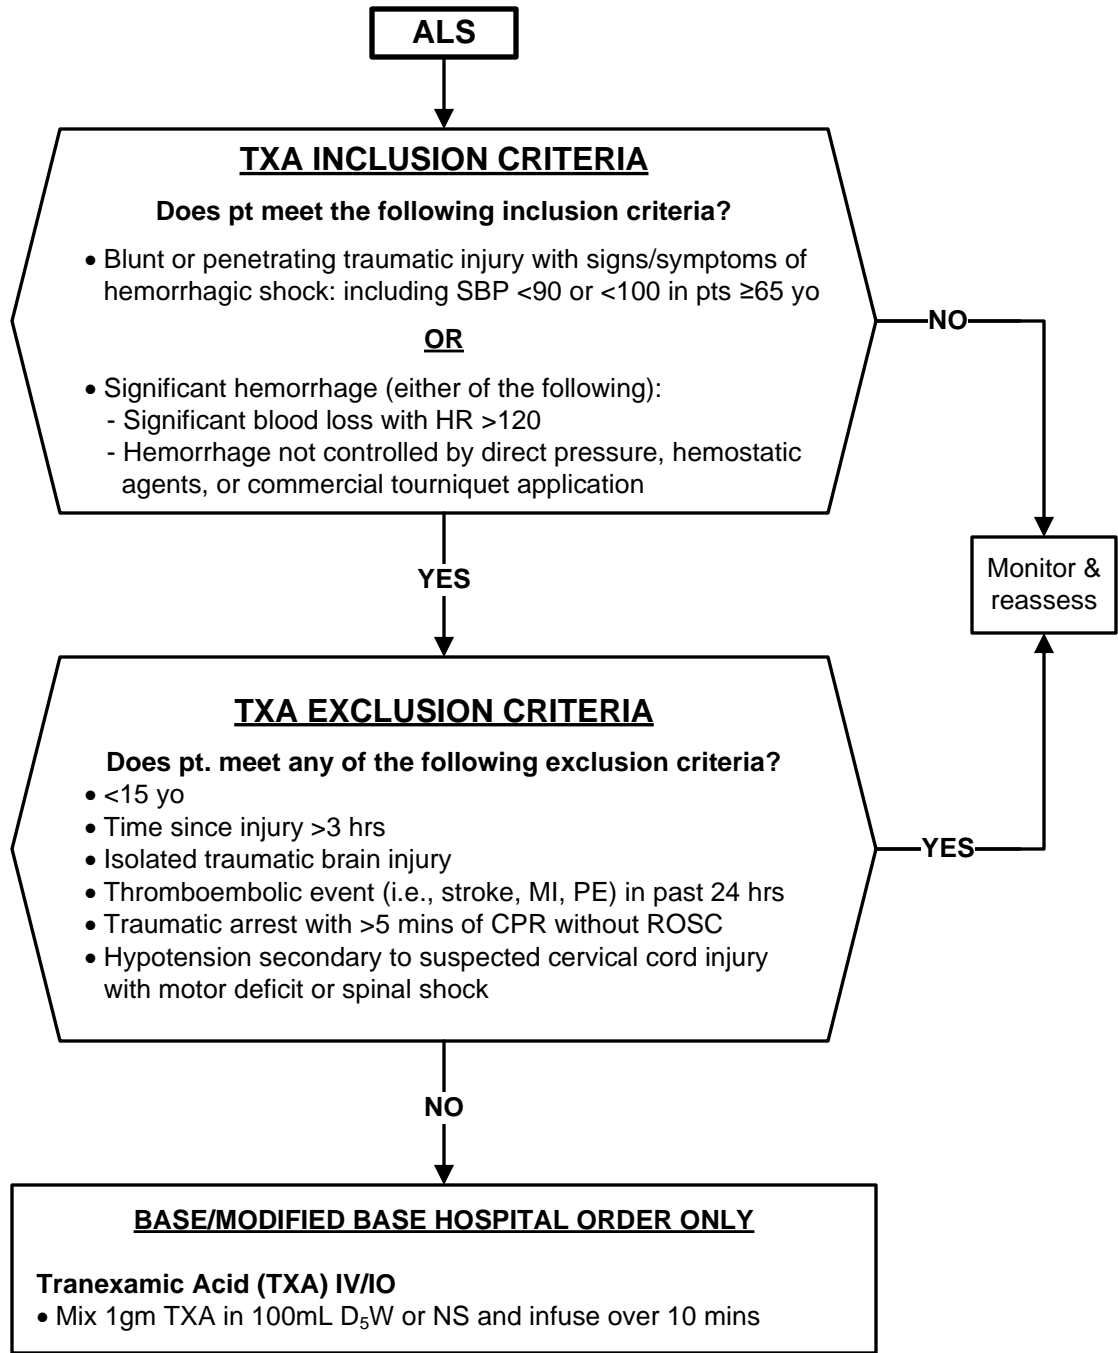 ALS
TXA INCLUSION CRITERIA
Does pt meet the following inclusion criteria?
• Blunt or penetrating traumatic injury with signs/symptoms of
hemorrhagic shock: including SBP <90 or <100 in pts ≥65 yo
OR
• Significant hemorrhage (either of the following):
- Significant blood loss with HR >120
- Hemorrhage not controlled by direct pressure, hemostatic
agents, or commercial tourniquet application
NO
YES
Monitor &
reassess
TXA EXCLUSION CRITERIA
Does pt. meet any of the following exclusion criteria?
• <15 yo
• Time since injury >3 hrs
• Isolated traumatic brain injury
• Thromboembolic event (i.e., stroke, MI, PE) in past 24 hrs
• Traumatic arrest with >5 mins of CPR without ROSC
• Hypotension secondary to suspected cervical cord injury
with motor deficit or spinal shock
YES
NO
BASE/MODIFIED BASE HOSPITAL ORDER ONLY
Tranexamic Acid (TXA) IV/IO
• Mix 1gm TXA in 100mL D₅W or NS and infuse over 10 mins